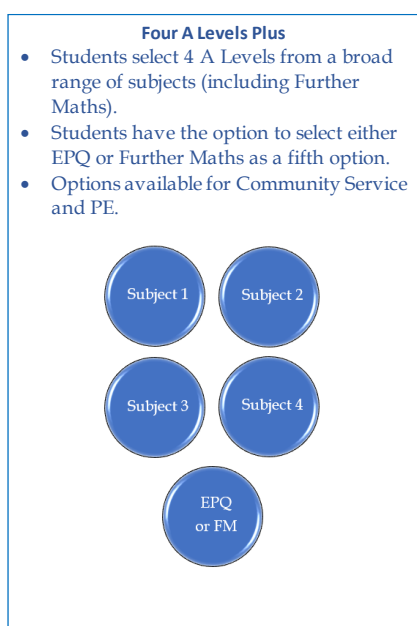 Four A Levels Plus
• Students select 4 A Levels from a broad
range of subjects (including Further
Maths).
• Students have the option to select either
EPQ or Further Maths as a fifth option.
• Options available for Community Service
and PE.
Subject 1
Subject 2
Subject 3
Subject 4
EPQ
or FM